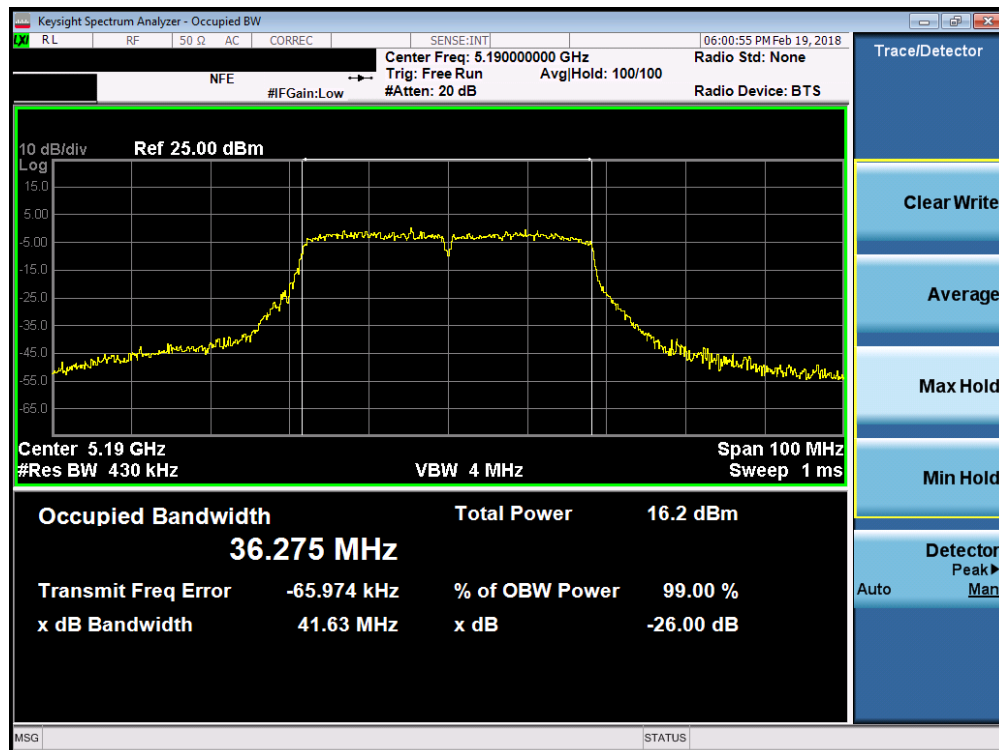 Keysight Spectrum Analyzer - Occupied BW
LXI RL RF 50 Ω AC CORREC SENSE:INT 06:00:55 PM Feb 19, 2018
Center Freq: 5.190000000 GHz Radio Std: None
NFE Trig: Free Run Avg|Hold: 100/100
#IFGain:Low #Atten: 20 dB Radio Device: BTS
10 dB/div Ref 25.00 dBm
Log
15.0
5.00
-5.00
-15.0
-25.0
-35.0
-45.0
-55.0
-65.0
Center 5.19 GHz Span 100 MHz
#Res BW 430 kHz VBW 4 MHz Sweep 1 ms
Occupied Bandwidth Total Power 16.2 dBm
36.275 MHz
Transmit Freq Error -65.974 kHz % of OBW Power 99.00 %
x dB Bandwidth 41.63 MHz x dB -26.00 dB
MSG STATUS
Trace/Detector
Clear Write
Average
Max Hold
Min Hold
Detector
Peak▶
Auto Man